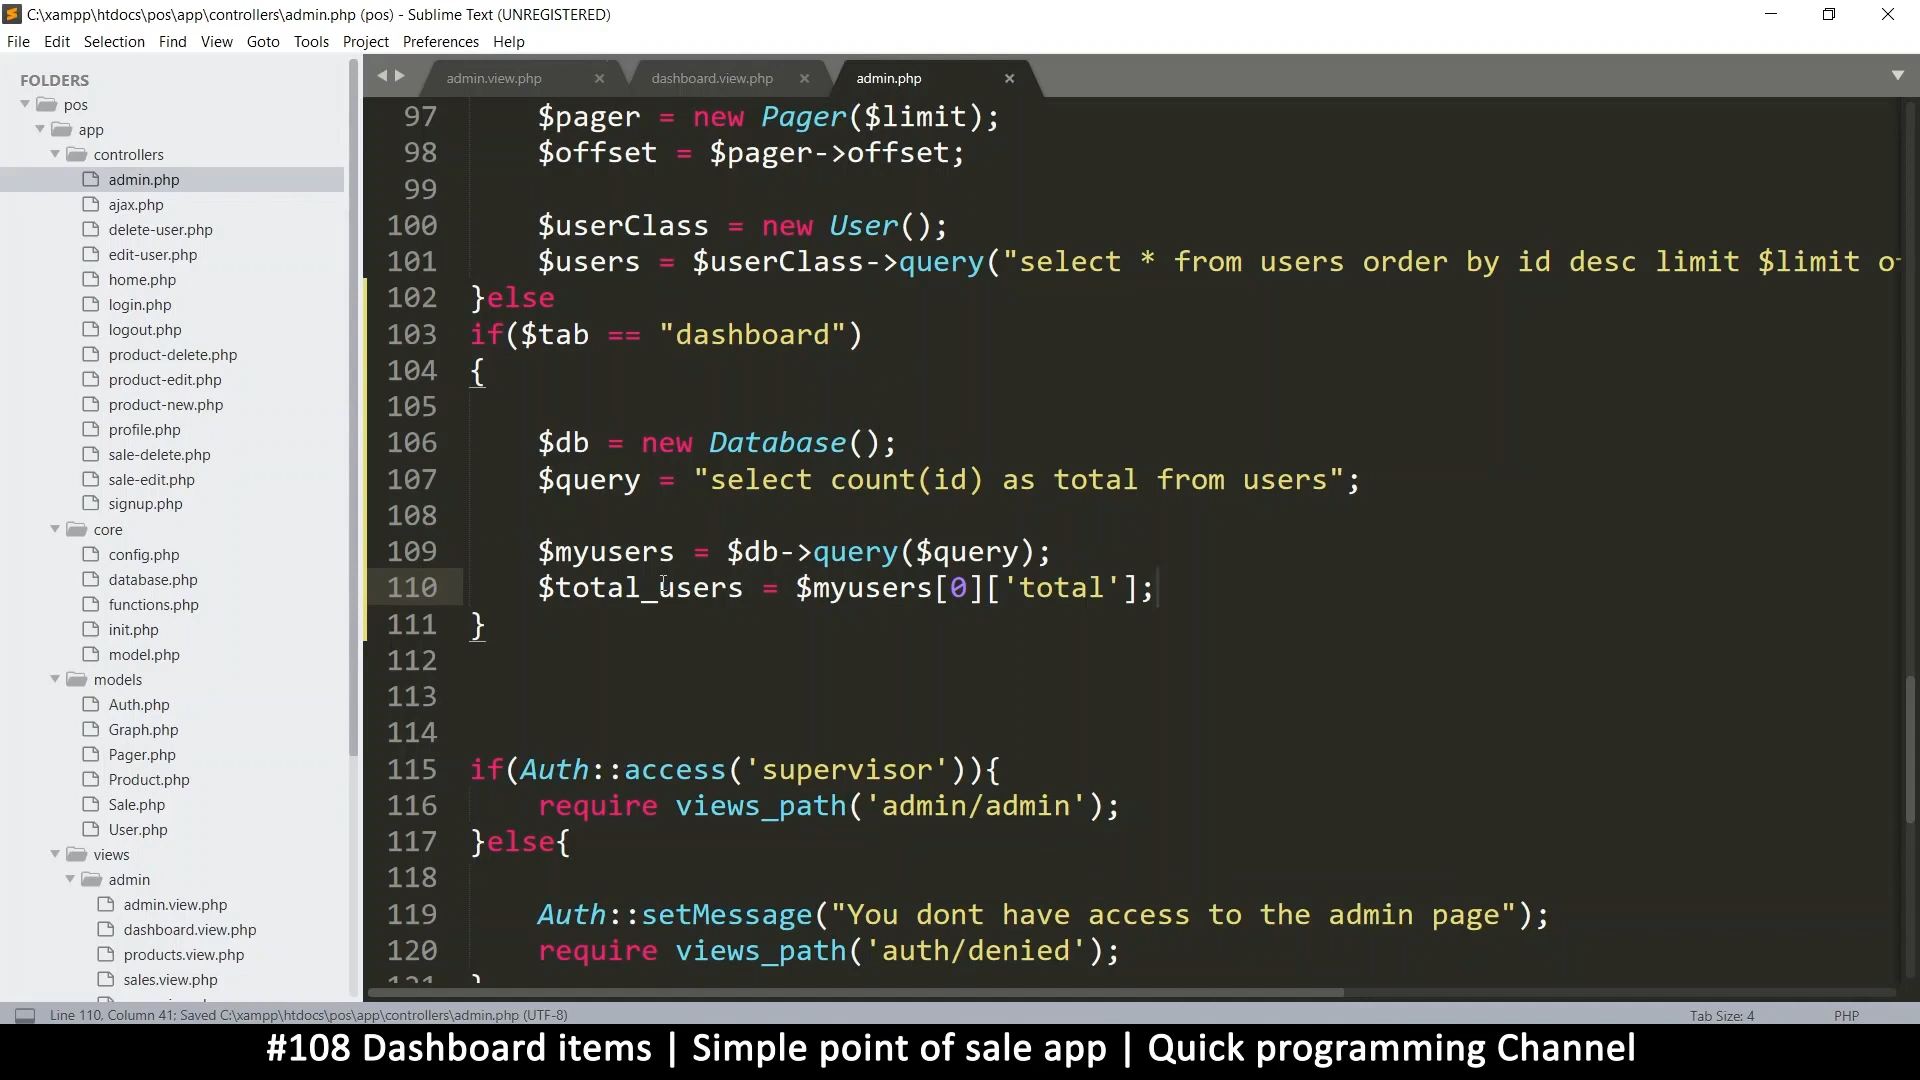 C:\xampp\htdocs\pos\app\controllers\admin.php (pos) - Sublime Text (UNREGISTERED)
File Edit Selection Find View Goto Tools Project Preferences Help
FOLDERS
pos
app
controllers
admin.php
ajax.php
delete-user.php
edit-user.php
home.php
login.php
logout.php
product-delete.php
product-edit.php
product-new.php
profile.php
sale-delete.php
sale-edit.php
signup.php
core
config.php
database.php
functions.php
init.php
model.php
models
Auth.php
Graph.php
Pager.php
Product.php
Sale.php
User.php
views
admin
admin.view.php
dashboard.view.php
products.view.php
sales.view.php
admin.view.php dashboard.view.php admin.php
97 $pager = new Pager($limit);
98 $offset = $pager->offset;
99
100 $userClass = new User();
101 $users = $userClass->query("select * from users order by id desc limit $limit o
102 }else
103 if($tab == "dashboard")
104 {
105
106 $db = new Database();
107 $query = "select count(id) as total from users";
108
109 $myusers = $db->query($query);
110 $total_users = $myusers[0]['total'];
111 }
112
113
114
115 if(Auth::access('supervisor')){
116 require views_path('admin/admin');
117 }else{
118
119 Auth::setMessage("You dont have access to the admin page");
120 require views_path('auth/denied');
Line 110, Column 41; Saved C:\xampp\htdocs\pos\app\controllers\admin.php (UTF-8) Tab Size: 4 PHP
#108 Dashboard items | Simple point of sale app | Quick programming Channel